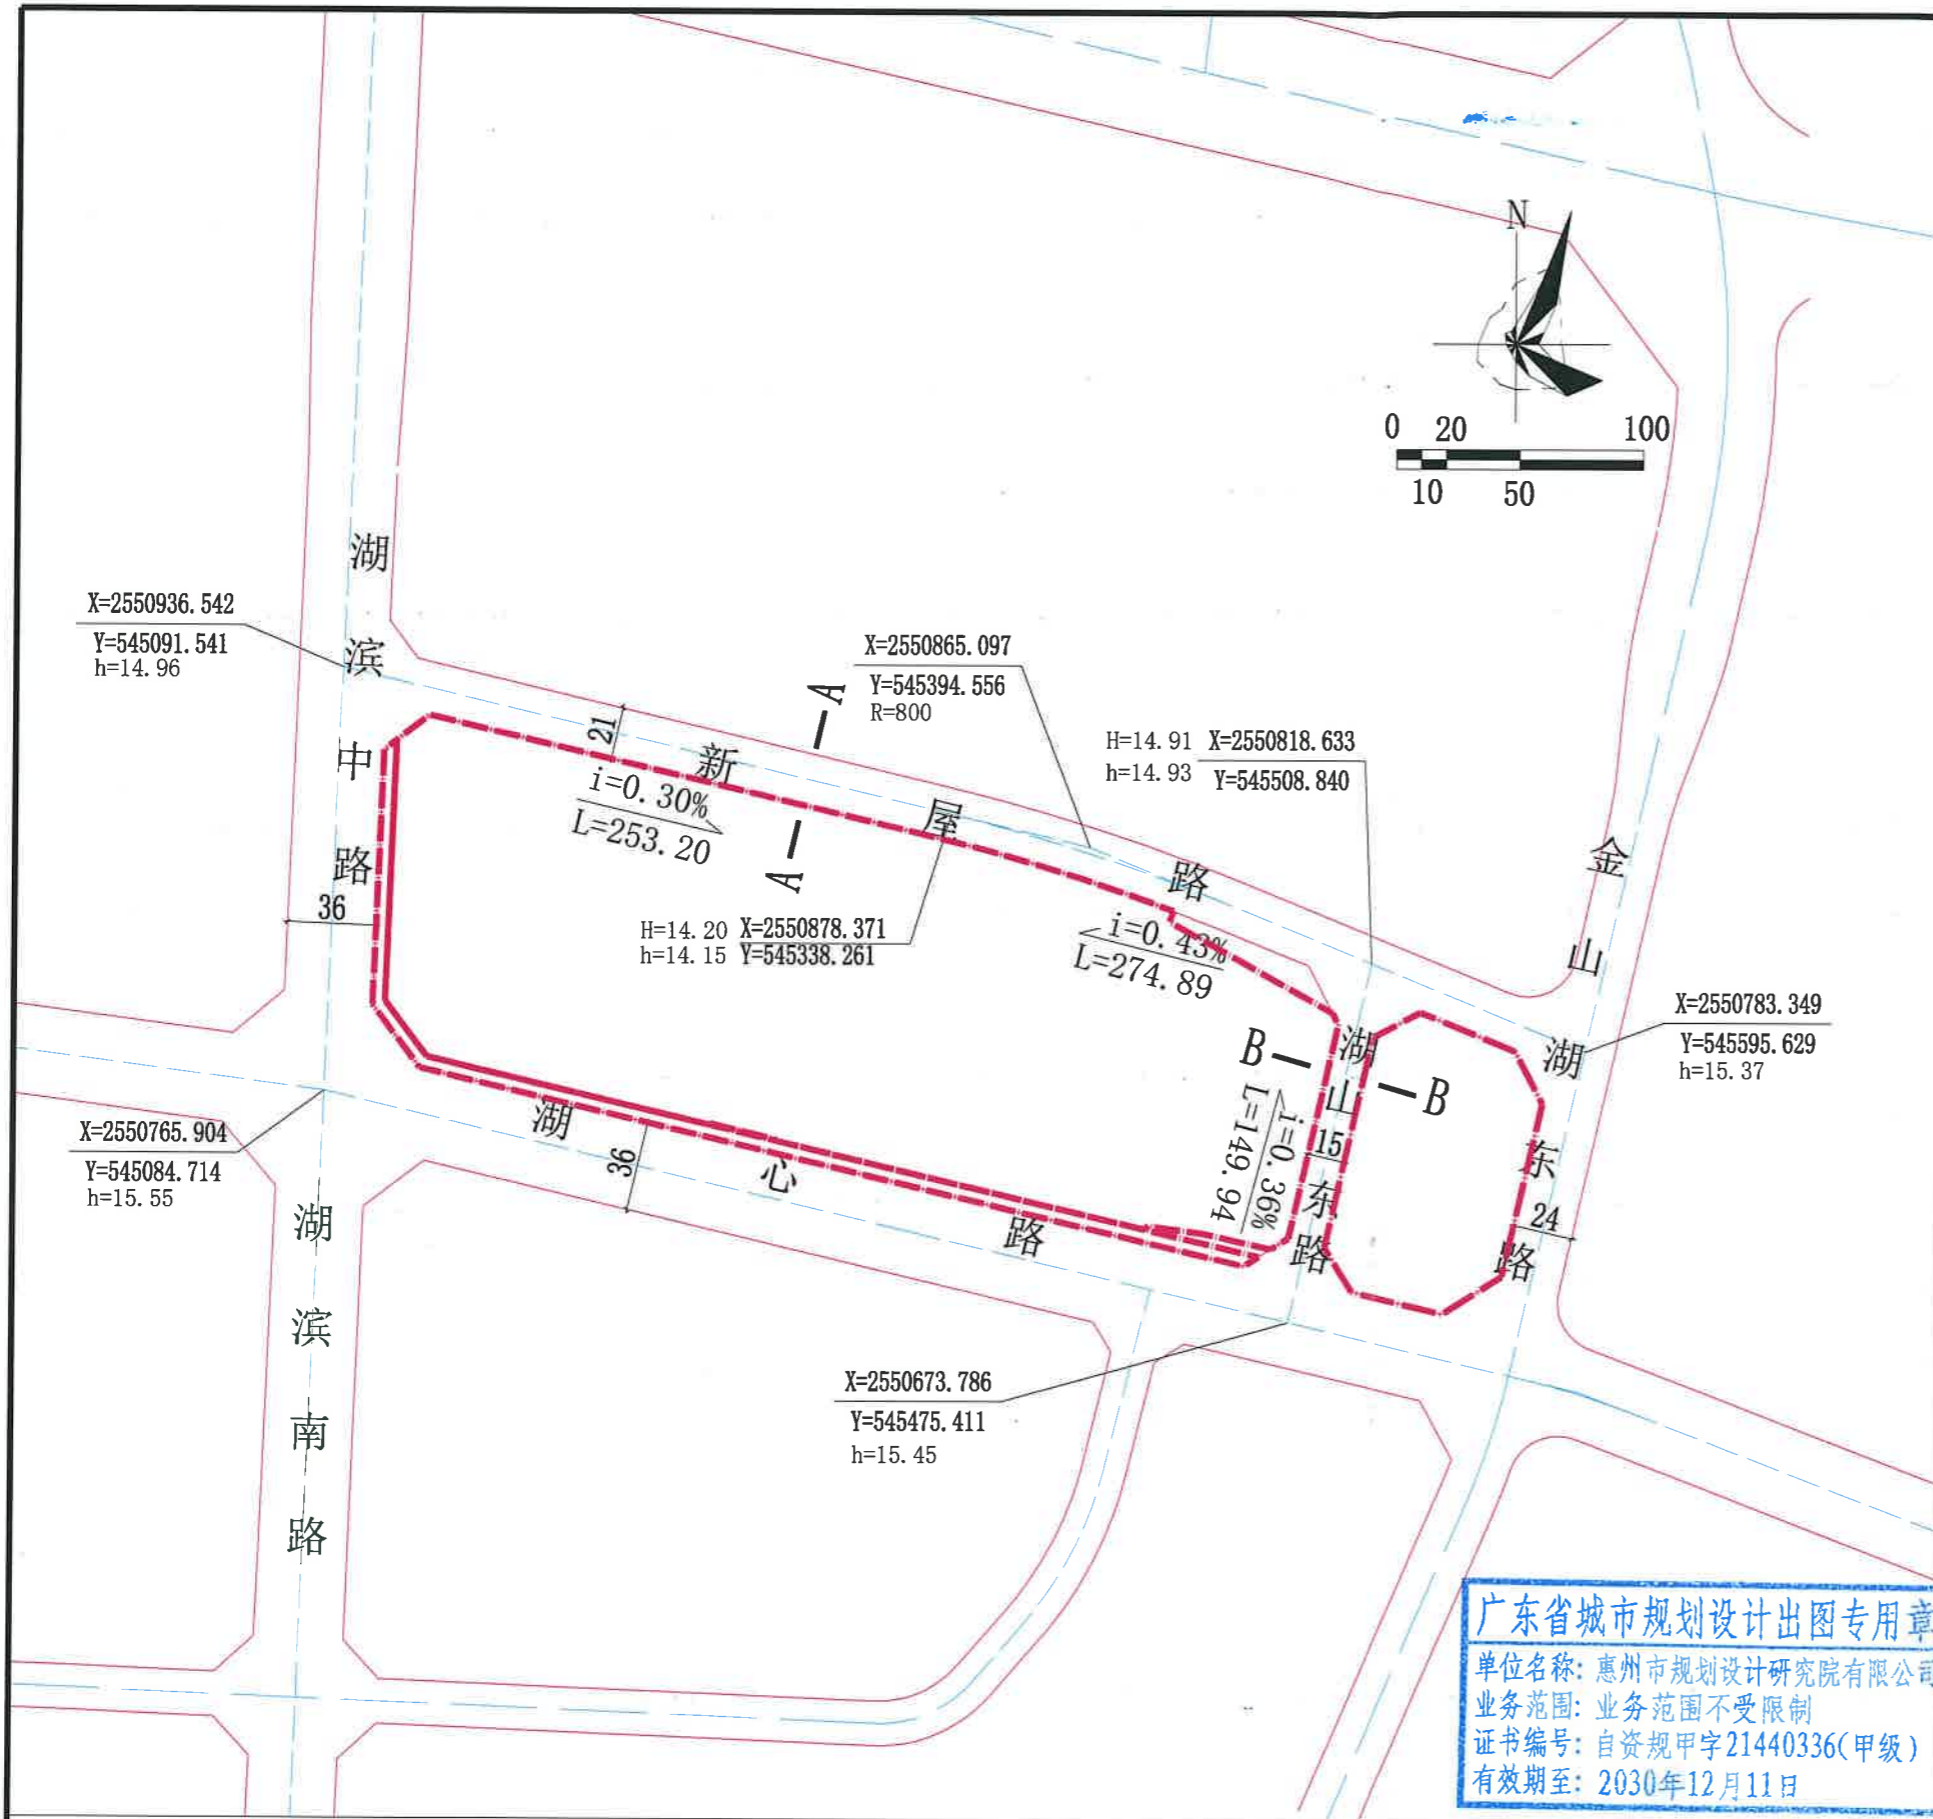 N
0 20 100
10 50
湖滨中路
X=2550936.542
Y=545091.541
h=14.96
X=2550865.097
Y=545394.556
R=800
A
A
21
新屋路
i=0.30%
L=253.20
H=14.91 X=2550818.633
h=14.93 Y=545508.840
H=14.20 X=2550878.371
h=14.15 Y=545338.261
i=0.43%
L=274.89
36
金山湖东路
X=2550783.349
Y=545595.629
h=15.37
B
B
湖山东路
15
i=0.36%
L=149.94
24
X=2550765.904
Y=545084.714
h=15.55
湖心路
36
湖滨南路
X=2550673.786
Y=545475.411
h=15.45
广东省城市规划设计出图专用章
单位名称: 惠州市规划设计研究院有限公司
业务范围: 业务范围不受限制
证书编号: 自资规甲字21440336(甲级)
有效期至: 2030年12月11日